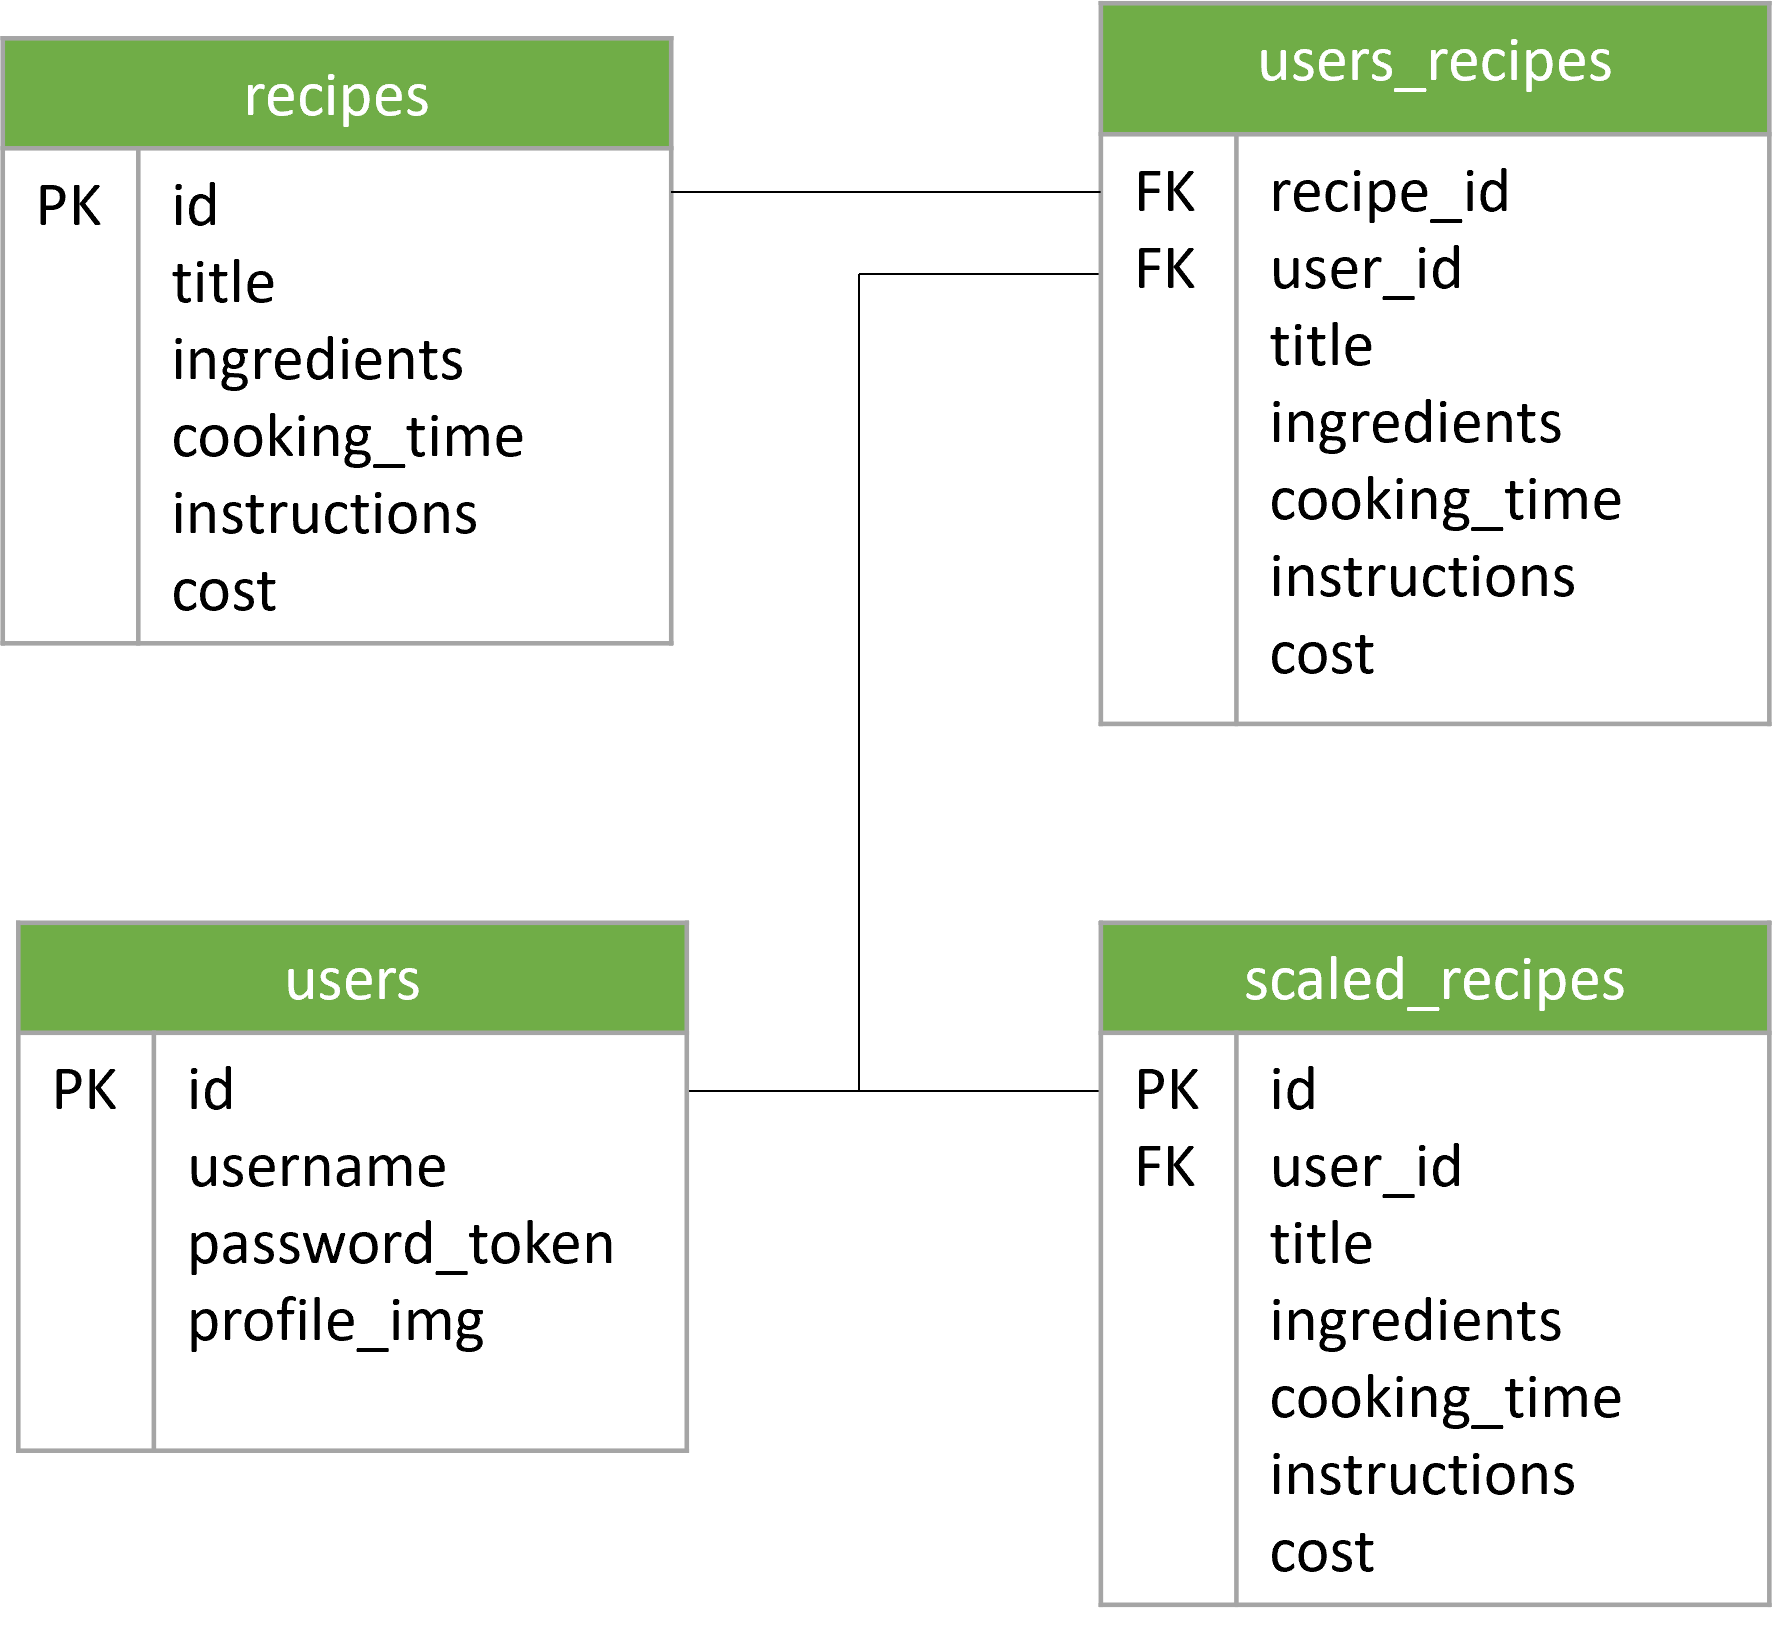 recipes
PK id
title
ingredients
cooking_time
instructions
cost
users_recipes
FK recipe_id
FK user_id
title
ingredients
cooking_time
instructions
cost
users
PK id
username
password_token
profile_img
scaled_recipes
PK id
FK user_id
title
ingredients
cooking_time
instructions
cost